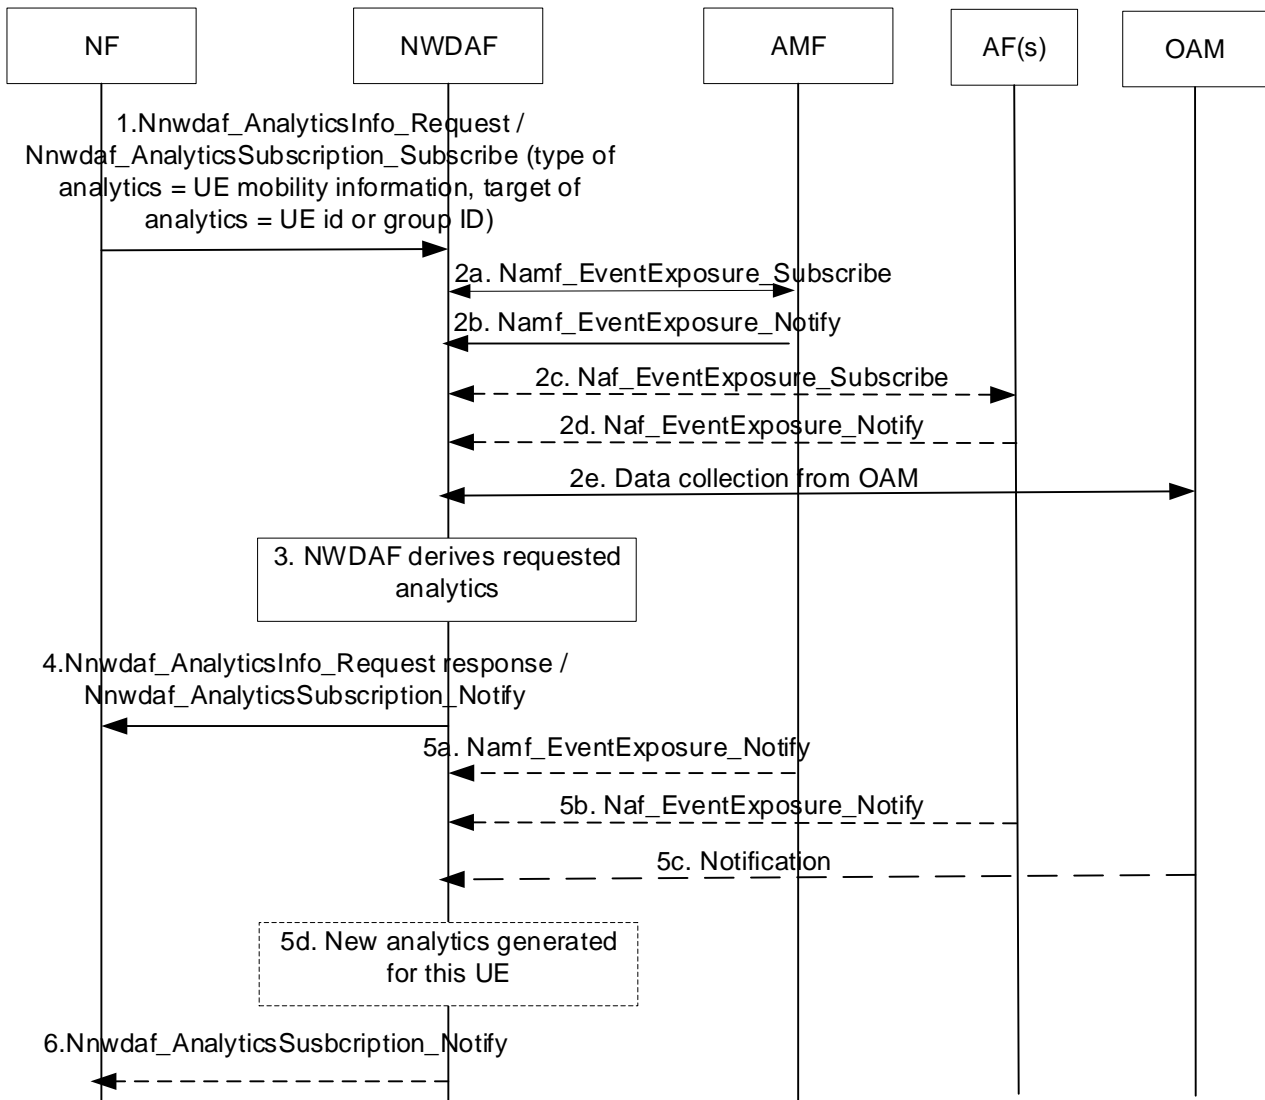 NF
NWDAF
AMF
AF(s)
OAM
1.Nnwdaf_AnalyticsInfo_Request /
Nnwdaf_AnalyticsSubscription_Subscribe (type of
analytics = UE mobility information, target of
analytics = UE id or group ID)
2a. Namf_EventExposure_Subscribe
2b. Namf_EventExposure_Notify
2c. Naf_EventExposure_Subscribe
2d. Naf_EventExposure_Notify
2e. Data collection from OAM
3. NWDAF derives requested
analytics
4.Nnwdaf_AnalyticsInfo_Request response /
Nnwdaf_AnalyticsSubscription_Notify
5a. Namf_EventExposure_Notify
5b. Naf_EventExposure_Notify
5c. Notification
5d. New analytics generated
for this UE
6.Nnwdaf_AnalyticsSusbcription_Notify